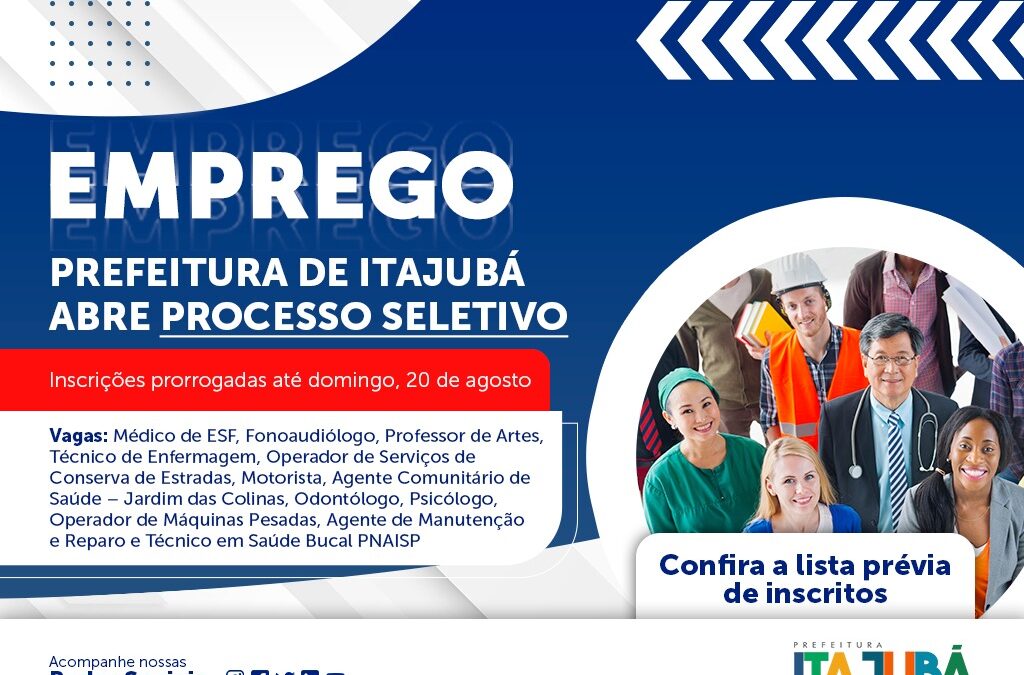 EMPREGO
PREFEITURA DE ITAJUBÁ
ABRE PROCESSO SELETIVO
Inscrições prorrogadas até domingo, 20 de agosto
Vagas: Médico de ESF, Fonoaudiólogo, Professor de Artes,
Técnico de Enfermagem, Operador de Serviços de
Conserva de Estradas, Motorista, Agente Comunitário de
Saúde – Jardim das Colinas, Odontólogo, Psicólogo,
Operador de Máquinas Pesadas, Agente de Manutenção
e Reparo e Técnico em Saúde Bucal PNAISP
Confira a lista prévia
de inscritos
Acompanhe nossas
Redes Sociais
PREFEITURA
ITAJUBÁ